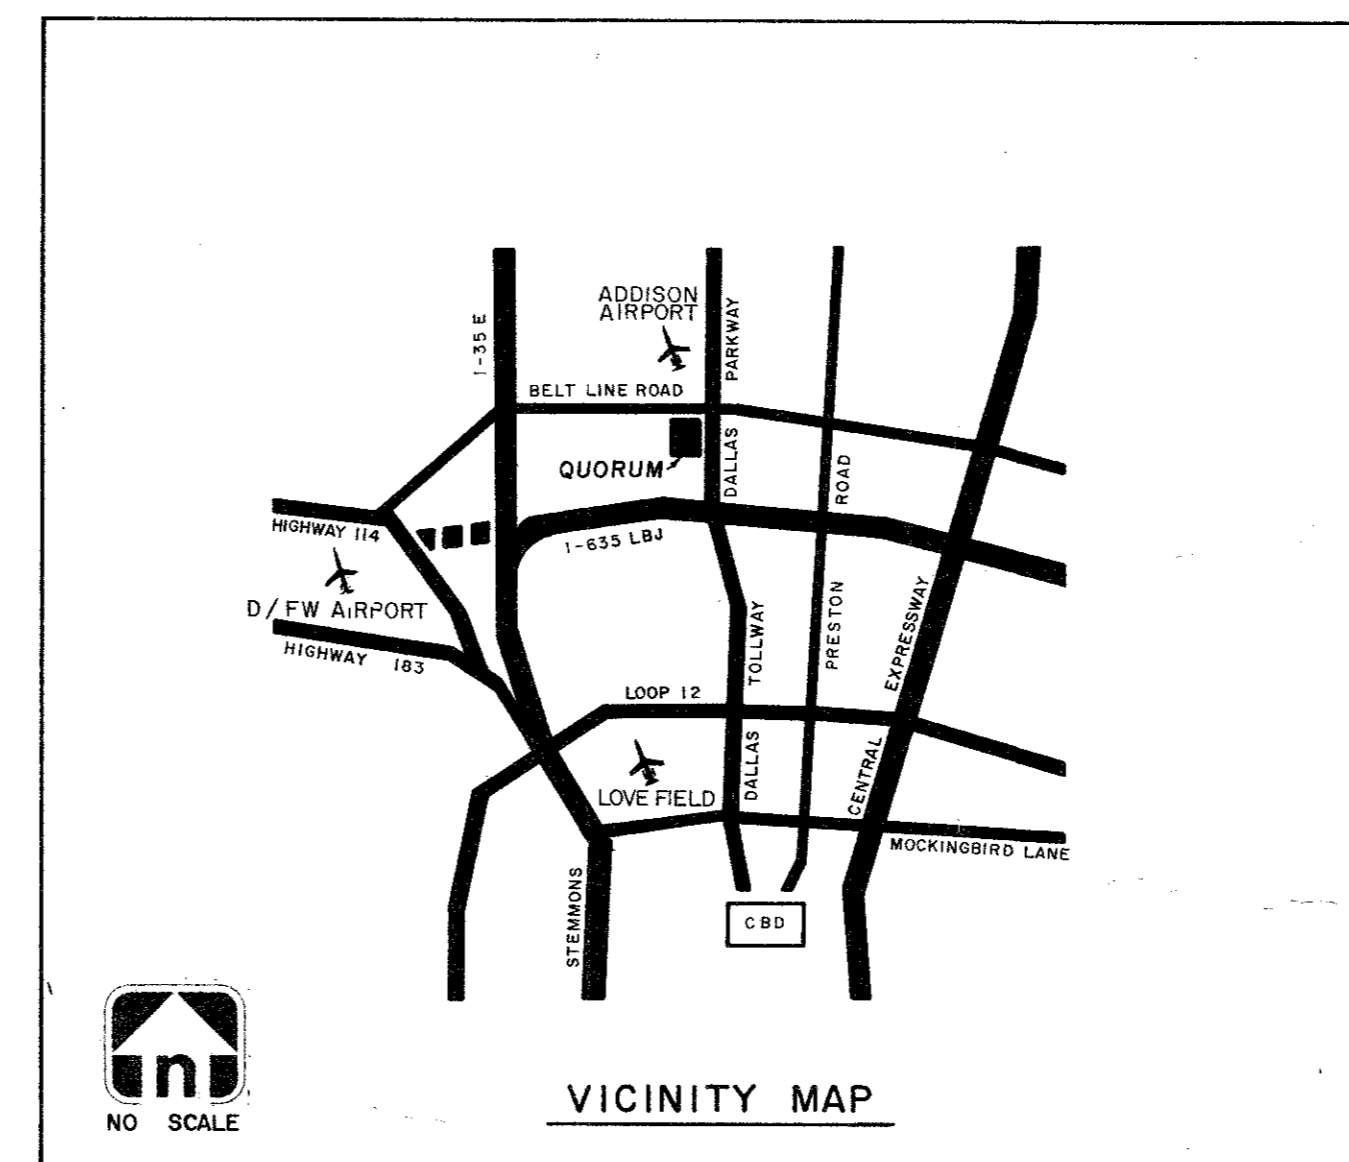 ADDISON
AIRPORT
I-35E
PARKWAY
BELT LINE ROAD
DALLAS
QUORUM
ROAD
HIGHWAY 114
I-635 LBJ
D/FW AIRPORT
HIGHWAY 183
TOLLWAY
PRESTON
EXPRESSWAY
LOOP 12
DALLAS
CENTRAL
LOVE FIELD
MOCKINGBIRD LANE
STEMMONS
CBD
n
NO SCALE
VICINITY MAP